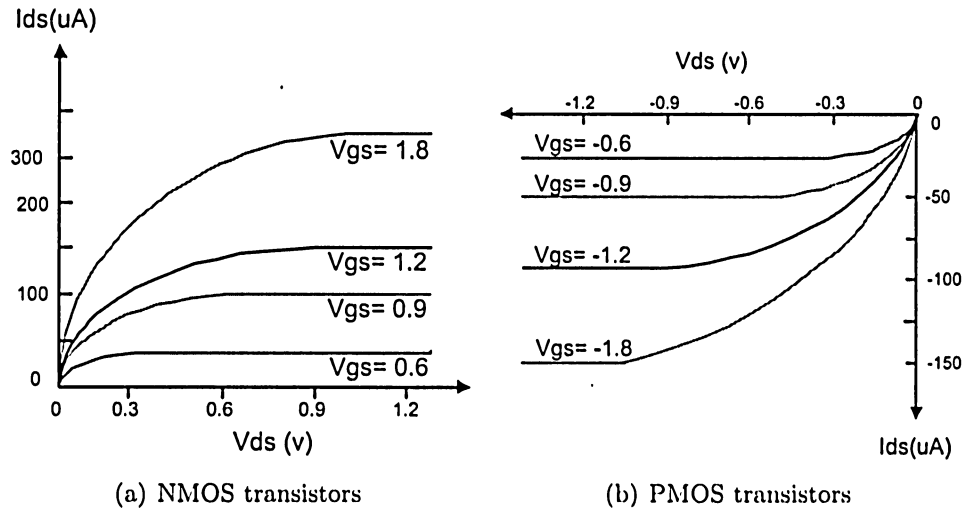 Ids(uA)
300
200
100
0
Vgs= 1.8
Vgs= 1.2
Vgs= 0.9
Vgs= 0.6
0 0.3 0.6 0.9 1.2
Vds (v)
(a) NMOS transistors
Vds (v)
-1.2 -0.9 -0.6 -0.3 0
0
Vgs= -0.6
Vgs= -0.9
Vgs= -1.2
Vgs= -1.8
-50
-100
-150
Ids(uA)
(b) PMOS transistors